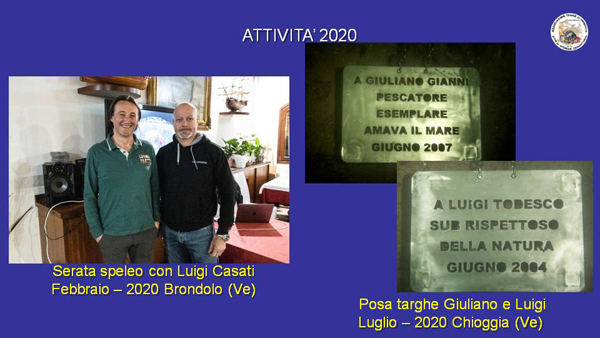 ATTIVITA’ 2020
A GIULIANO GIANNI
PESCATORE
ESEMPLARE
AMAVA IL MARE
GIUGNO 2007
A LUIGI TODESCO
SUB RISPETTOSO
DELLA NATURA
GIUGNO 2004
Serata speleo con Luigi Casati
Febbraio – 2020 Brondolo (Ve)
Posa targhe Giuliano e Luigi
Luglio – 2020 Chioggia (Ve)